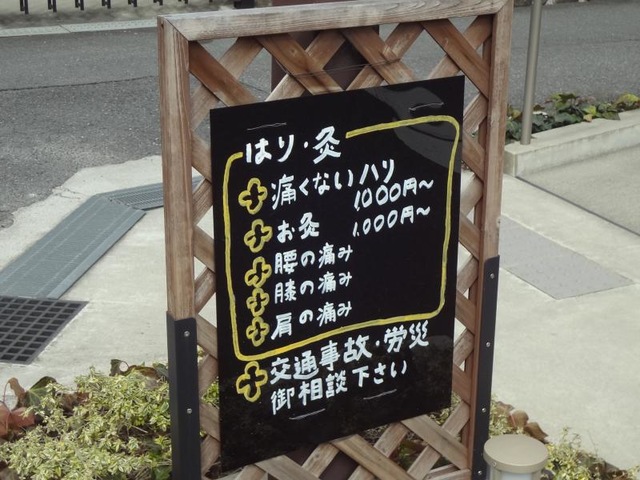 はり・灸
痛くないハリ 1,000円～
お灸 1,000円～
腰の痛み
膝の痛み
肩の痛み
交通事故・労災
御相談下さい